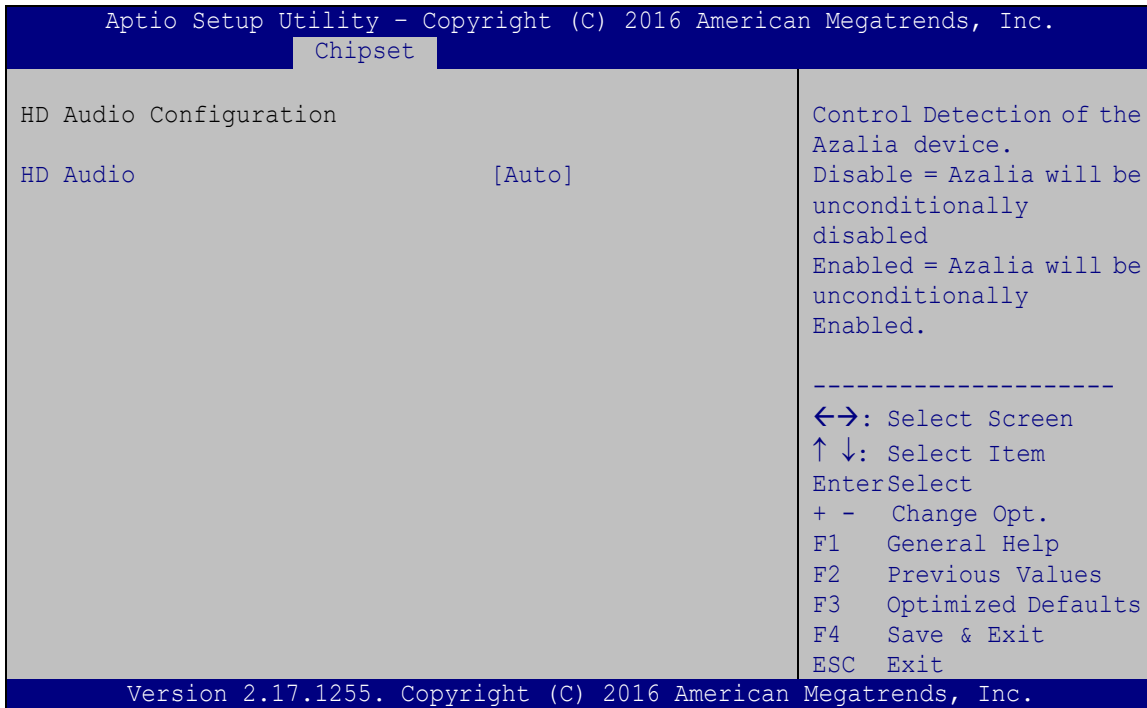 Aptio Setup Utility – Copyright (C) 2016 American Megatrends, Inc.
Chipset
HD Audio Configuration
HD Audio [Auto]
Control Detection of the
Azalia device.
Disable = Azalia will be
unconditionally
disabled
Enabled = Azalia will be
unconditionally
Enabled.
---------------------
←→: Select Screen
↑ ↓: Select Item
EnterSelect
+ - Change Opt.
F1 General Help
F2 Previous Values
F3 Optimized Defaults
F4 Save & Exit
ESC Exit
Version 2.17.1255. Copyright (C) 2016 American Megatrends, Inc.